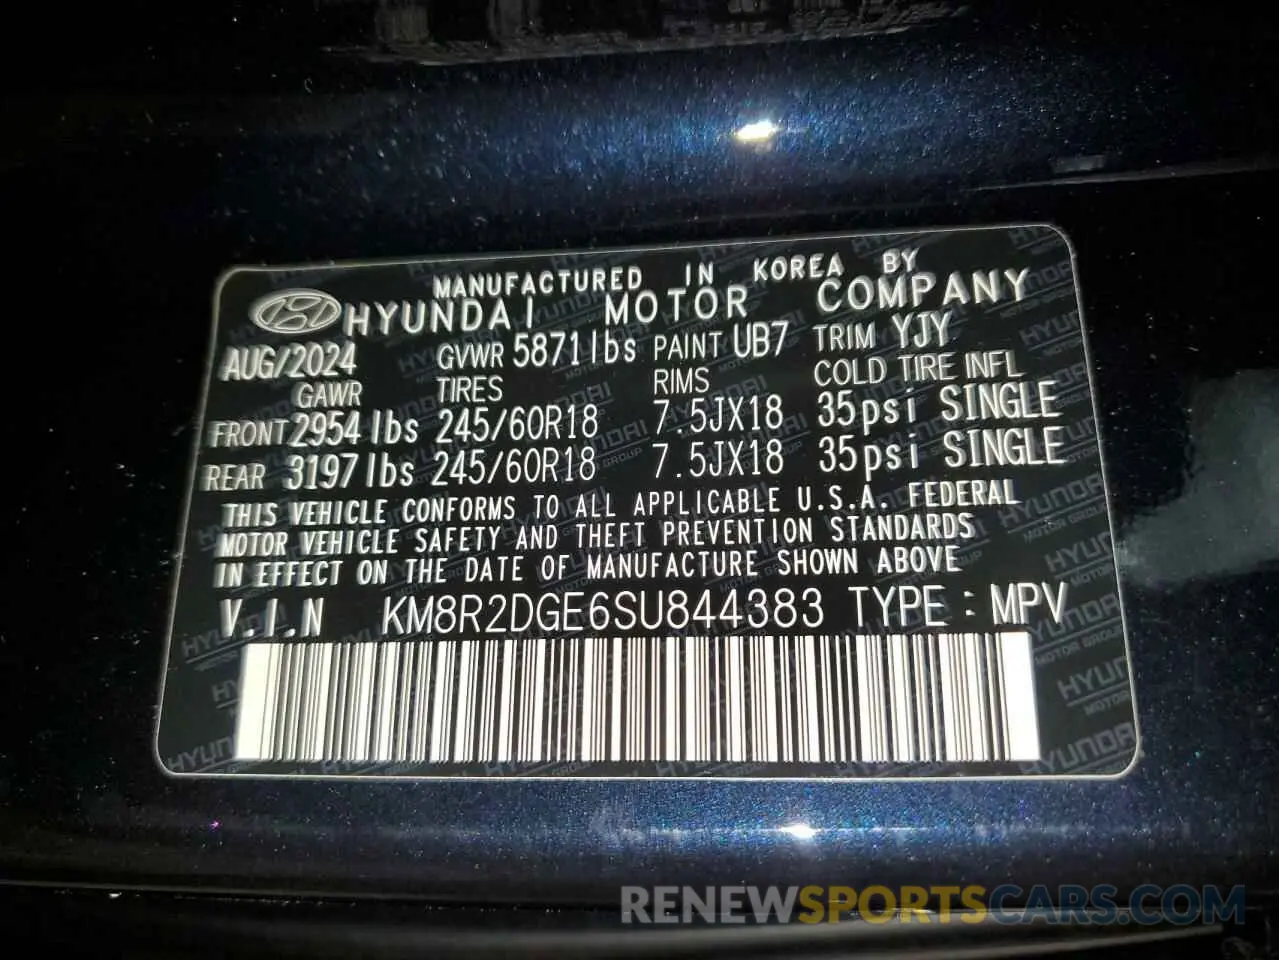 MANUFACTURED IN KOREA BY
HYUNDAI MOTOR COMPANY
AUG/2024 GVWR 5871lbs PAINT UB7 TRIM YJY
GAWR TIRES RIMS COLD TIRE INFL
FRONT 2954lbs 245/60R18 7.5JX18 35psi SINGLE
REAR 3197lbs 245/60R18 7.5JX18 35psi SINGLE
THIS VEHICLE CONFORMS TO ALL APPLICABLE U.S.A. FEDERAL
MOTOR VEHICLE SAFETY AND THEFT PREVENTION STANDARDS
IN EFFECT ON THE DATE OF MANUFACTURE SHOWN ABOVE
V.I.N KM8R2DGE6SU844383 TYPE : MPV
RENEWSPORTSCARS.COM